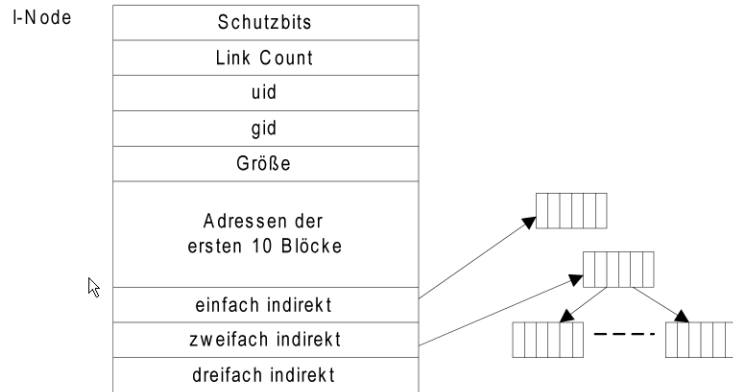 I-Node
Schutzbits
Link Count
uid
gid
Größe
Adressen der
ersten 10 Blöcke
einfach indirekt
zweifach indirekt
dreifach indirekt